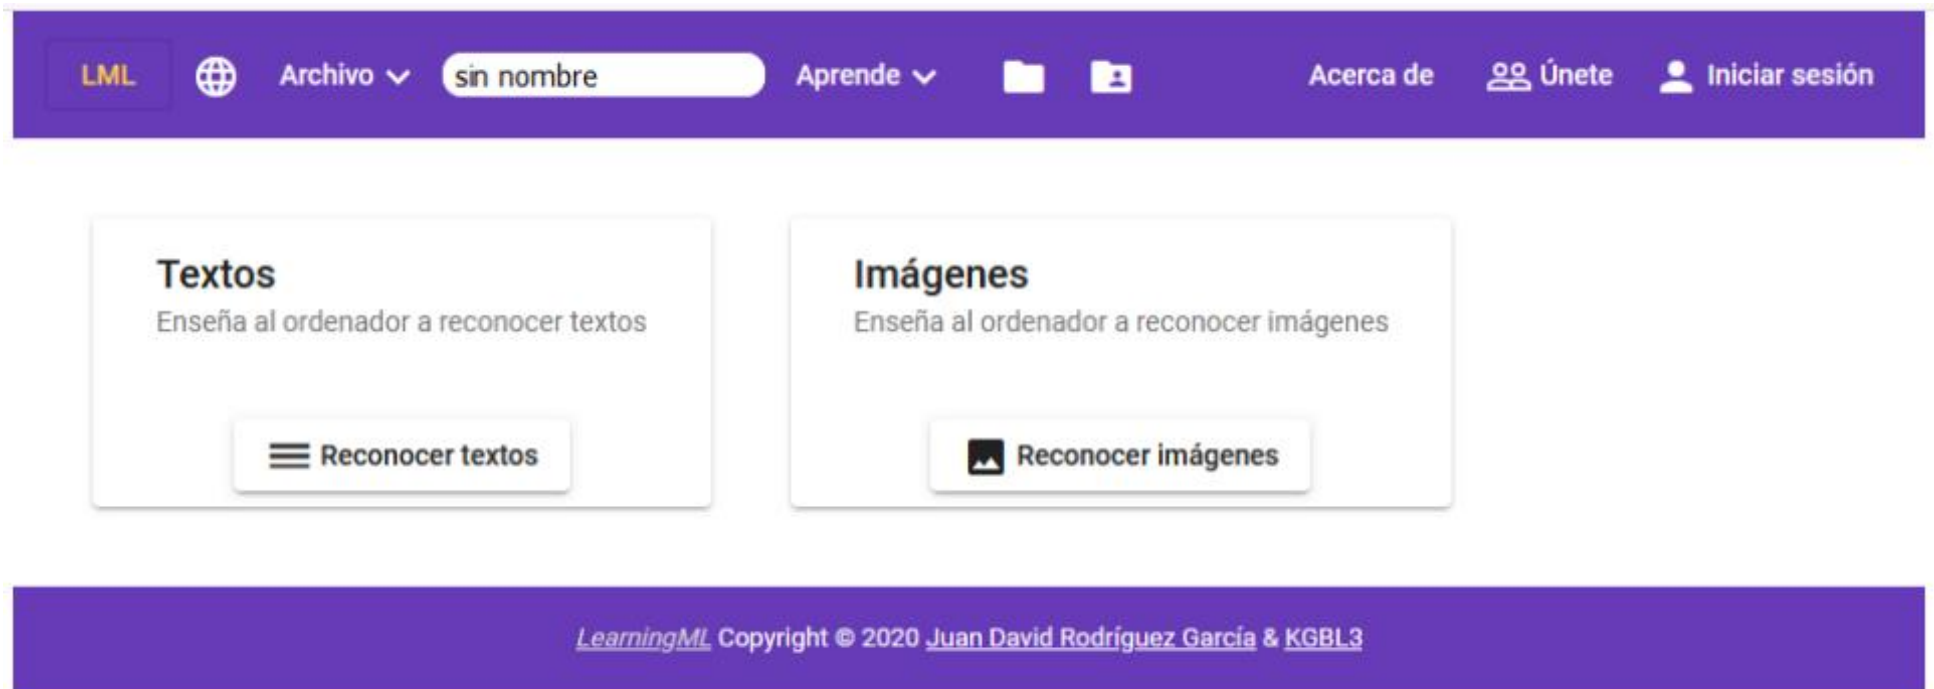 LML Archivo sin nombre Aprende Acerca de Únete Iniciar sesión
Textos
Enseña al ordenador a reconocer textos
Reconocer textos
Imágenes
Enseña al ordenador a reconocer imágenes
Reconocer imágenes
LearningML Copyright © 2020 Juan David Rodríguez García & KGBL3